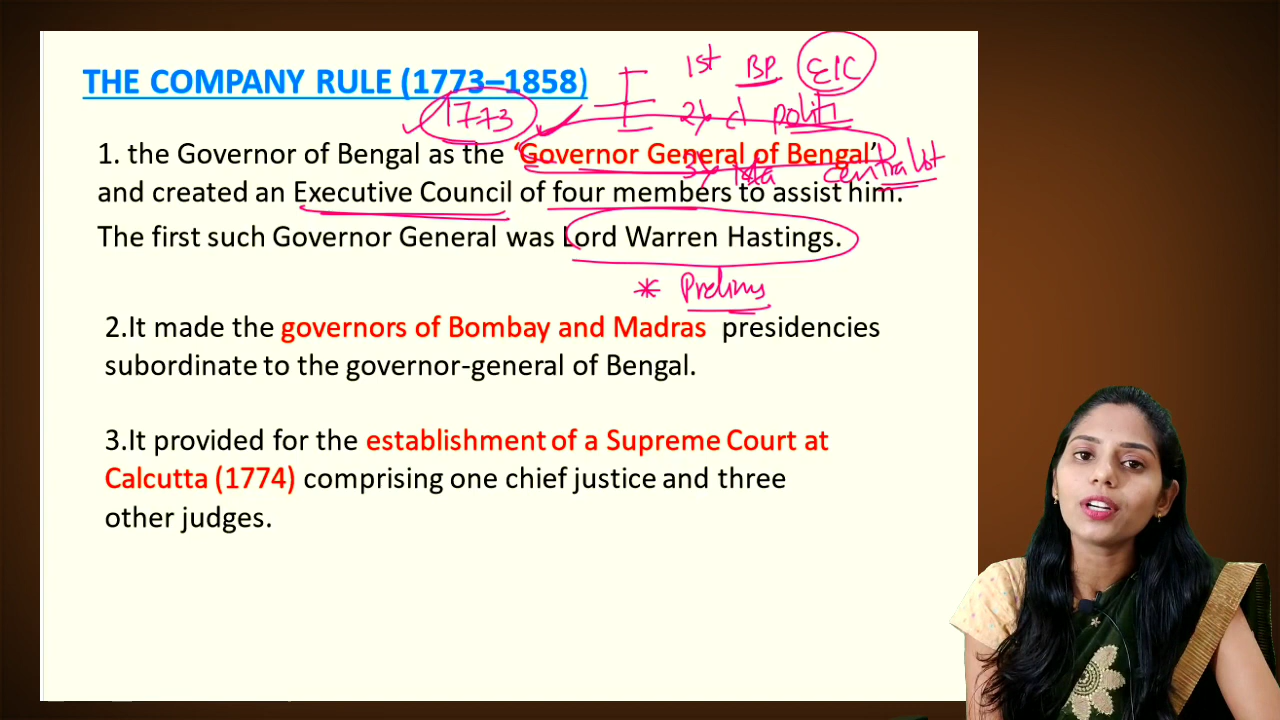 THE COMPANY RULE (1773–1858)
1st BP EIC
1773
2) politi
1. the Governor of Bengal as the ‘Governor General of Bengal’
3)
and created an Executive Council of four members to assist him.
The first such Governor General was Lord Warren Hastings.
* Prelims
2.It made the governors of Bombay and Madras presidencies
subordinate to the governor-general of Bengal.
3.It provided for the establishment of a Supreme Court at
Calcutta (1774) comprising one chief justice and three
other judges.